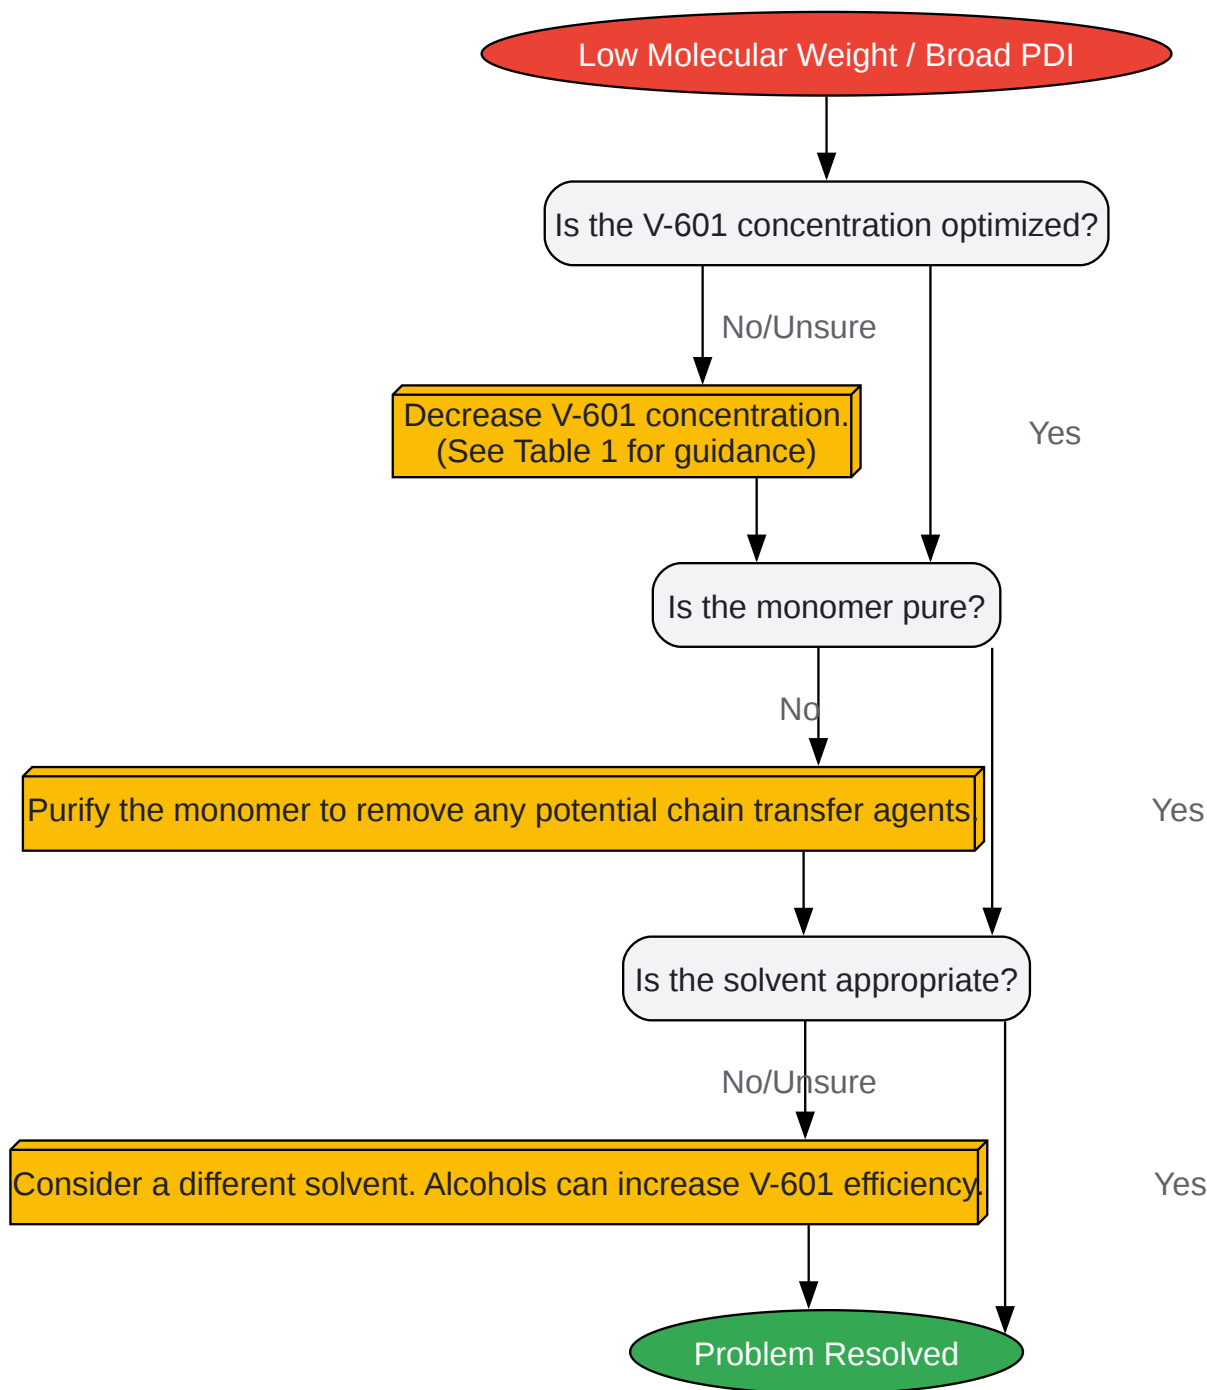 Low Molecular Weight / Broad PDI
Is the V-601 concentration optimized?
No/Unsure
Decrease V-601 concentration.
(See Table 1 for guidance)
Yes
Is the monomer pure?
No
Purify the monomer to remove any potential chain transfer agents.
Yes
Is the solvent appropriate?
No/Unsure
Consider a different solvent. Alcohols can increase V-601 efficiency.
Yes
Problem Resolved